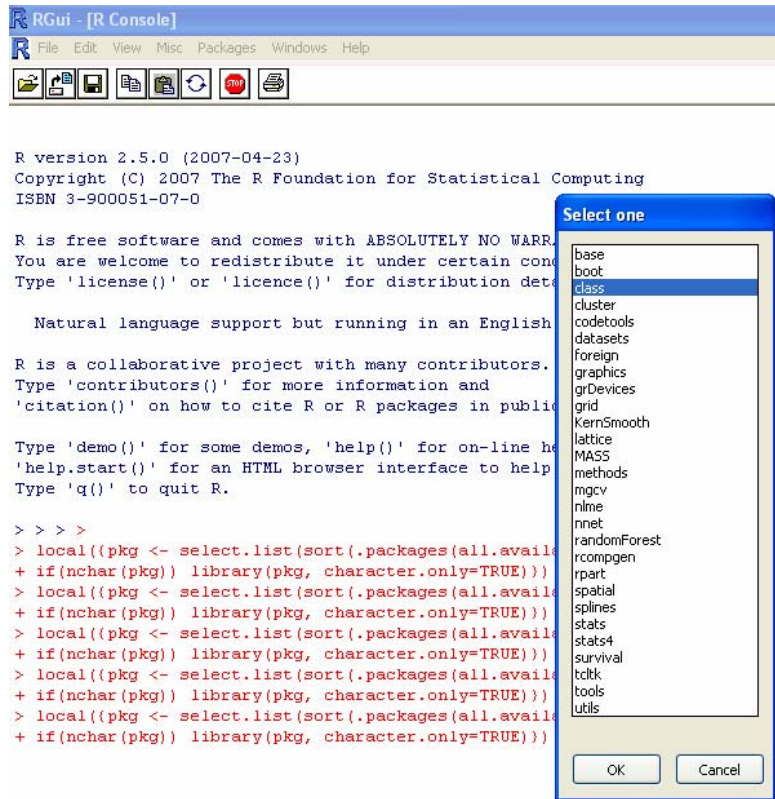 RGui - [R Console]
File Edit View Misc Packages Windows Help
STOP
R version 2.5.0 (2007-04-23)
Copyright (C) 2007 The R Foundation for Statistical Computing
ISBN 3-900051-07-0
R is free software and comes with ABSOLUTELY NO WARR
You are welcome to redistribute it under certain cond
Type 'license()' or 'licence()' for distribution deta
Natural language support but running in an English
R is a collaborative project with many contributors.
Type 'contributors()' for more information and
'citation()' on how to cite R or R packages in public
Type 'demo()' for some demos, 'help()' for on-line he
'help.start()' for an HTML browser interface to help
Type 'q()' to quit R.
> > > >
> local({pkg <- select.list(sort(.packages(all.availa
+ if(nchar(pkg)) library(pkg, character.only=TRUE)})
> local({pkg <- select.list(sort(.packages(all.availa
+ if(nchar(pkg)) library(pkg, character.only=TRUE)})
> local({pkg <- select.list(sort(.packages(all.availa
+ if(nchar(pkg)) library(pkg, character.only=TRUE)})
> local({pkg <- select.list(sort(.packages(all.availa
+ if(nchar(pkg)) library(pkg, character.only=TRUE)})
> local({pkg <- select.list(sort(.packages(all.availa
+ if(nchar(pkg)) library(pkg, character.only=TRUE)})
Select one
base
boot
class
cluster
codetools
datasets
foreign
graphics
grDevices
grid
KernSmooth
lattice
MASS
methods
mgcv
nlme
nnet
randomForest
rcompgen
rpart
spatial
splines
stats
stats4
survival
tcltk
tools
utils
OK Cancel